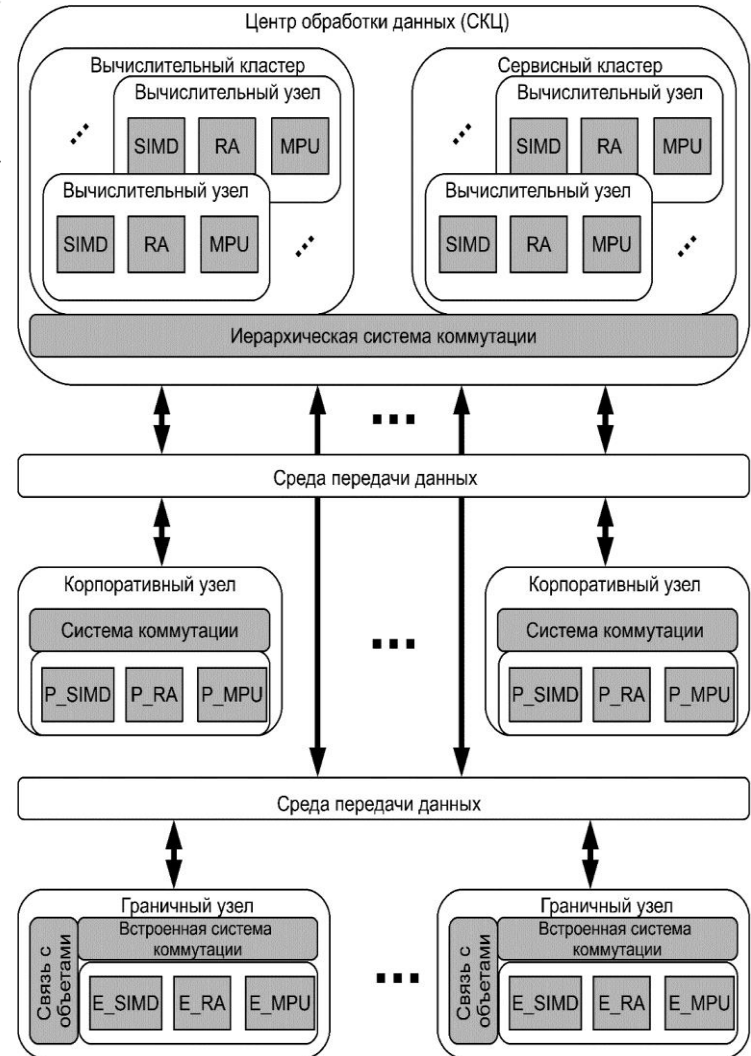 Центр обработки данных (СКЦ)
Вычислительный кластер
Вычислительный узел
SIMD RA MPU
Вычислительный узел
SIMD RA MPU
Сервисный кластер
Вычислительный узел
SIMD RA MPU
Вычислительный узел
SIMD RA MPU
Иерархическая система коммутации
Среда передачи данных
Корпоративный узел
Система коммутации
P_SIMD P_RA P_MPU
Корпоративный узел
Система коммутации
P_SIMD P_RA P_MPU
Среда передачи данных
Граничный узел
Связь с
объетами
Встроенная система
коммутации
E_SIMD E_RA E_MPU
Граничный узел
Связь с
объетами
Встроенная система
коммутации
E_SIMD E_RA E_MPU